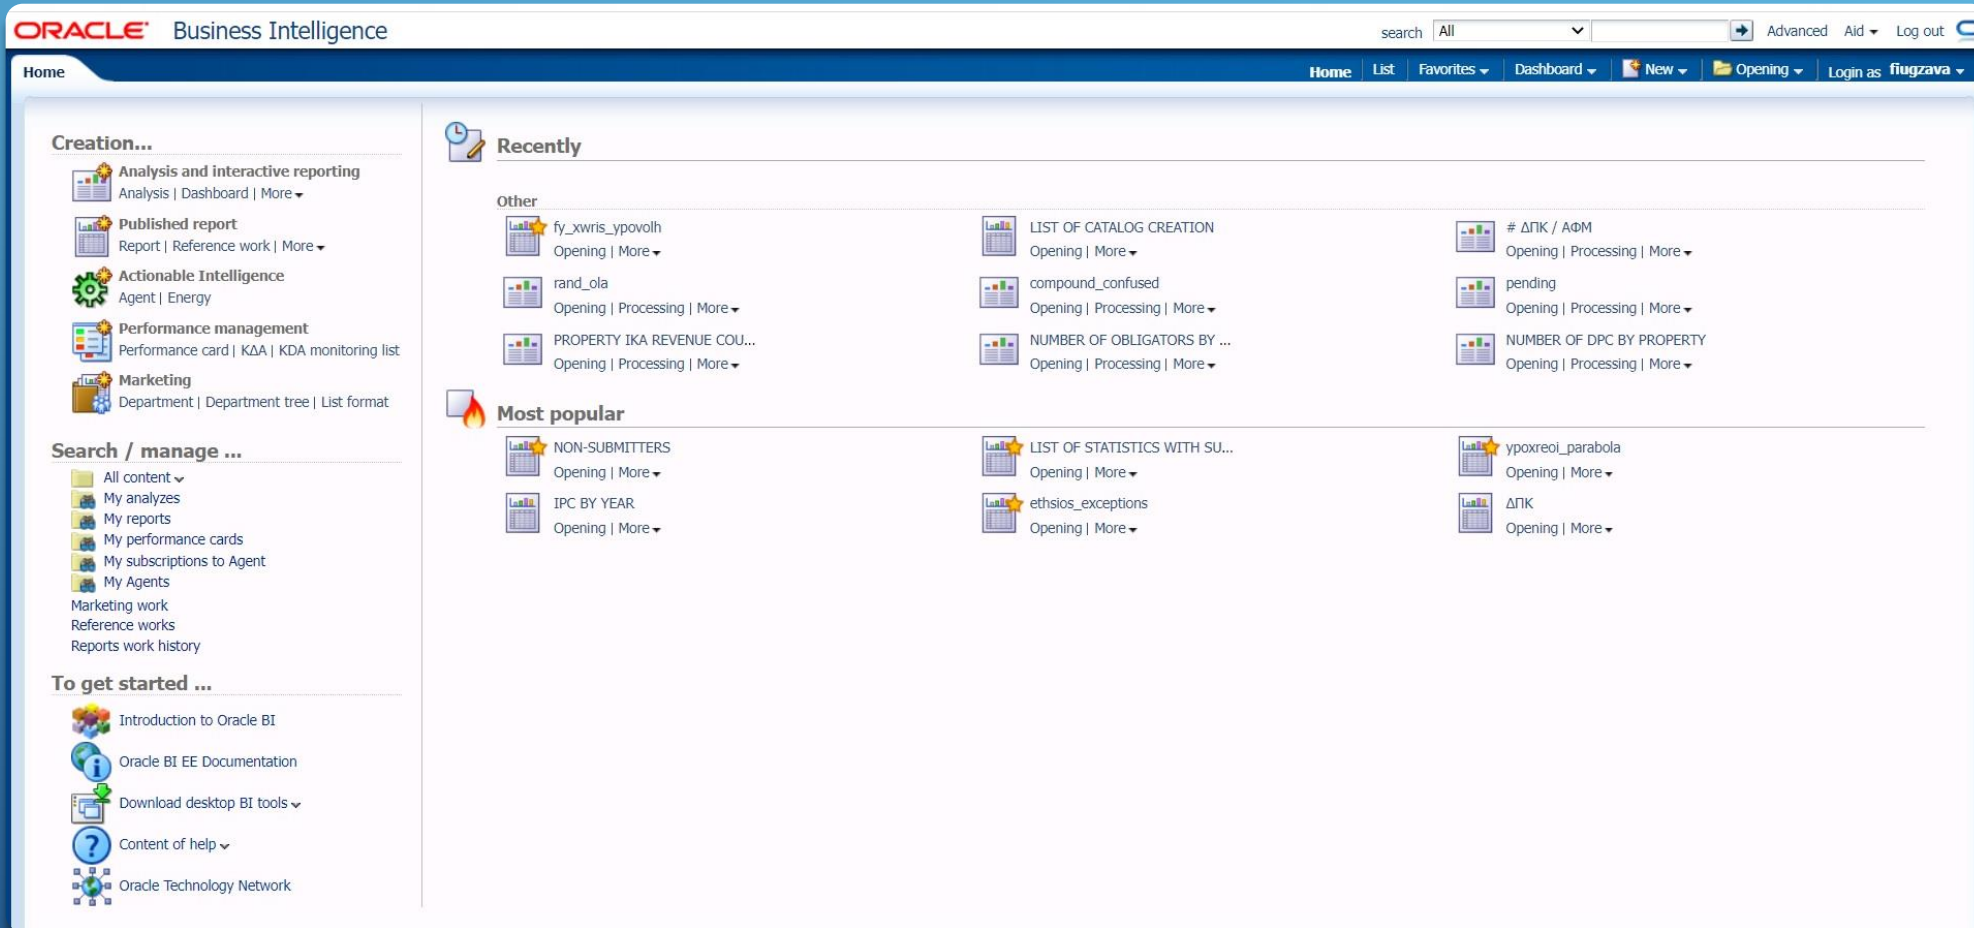 ORACLE Business Intelligence
search All Advanced Aid Log out
Home
Home List Favorites Dashboard New Opening Login as fiugzava
Creation...
Analysis and interactive reporting
Analysis | Dashboard | More
Published report
Report | Reference work | More
Actionable Intelligence
Agent | Energy
Performance management
Performance card | ΚΔΑ | KDA monitoring list
Marketing
Department | Department tree | List format
Search / manage ...
All content
My analyzes
My reports
My performance cards
My subscriptions to Agent
My Agents
Marketing work
Reference works
Reports work history
To get started ...
Introduction to Oracle BI
Oracle BI EE Documentation
Download desktop BI tools
Content of help
Oracle Technology Network
Recently
Other
fy_xwris_ypovolh
Opening | More
LIST OF CATALOG CREATION
Opening | More
# ΔΠΚ / ΑΦΜ
Opening | Processing | More
rand_ola
Opening | Processing | More
compound_confused
Opening | Processing | More
pending
Opening | Processing | More
PROPERTY IKA REVENUE COU...
Opening | Processing | More
NUMBER OF OBLIGATORS BY ...
Opening | Processing | More
NUMBER OF DPC BY PROPERTY
Opening | Processing | More
Most popular
NON-SUBMITTERS
Opening | More
LIST OF STATISTICS WITH SU...
Opening | More
ypoxreoi_parabola
Opening | More
IPC BY YEAR
Opening | More
ethsios_exceptions
Opening | More
ΔΠΚ
Opening | More